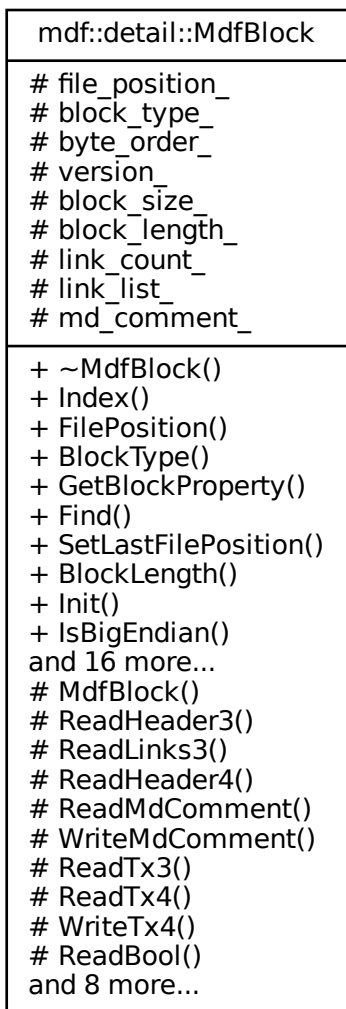 mdf::detail::MdfBlock
# file_position_
# block_type_
# byte_order_
# version_
# block_size_
# block_length_
# link_count_
# link_list_
# md_comment_
+ ~MdfBlock()
+ Index()
+ FilePosition()
+ BlockType()
+ GetBlockProperty()
+ Find()
+ SetLastFilePosition()
+ BlockLength()
+ Init()
+ IsBigEndian()
and 16 more...
# MdfBlock()
# ReadHeader3()
# ReadLinks3()
# ReadHeader4()
# ReadMdComment()
# WriteMdComment()
# ReadTx3()
# ReadTx4()
# WriteTx4()
# ReadBool()
and 8 more...